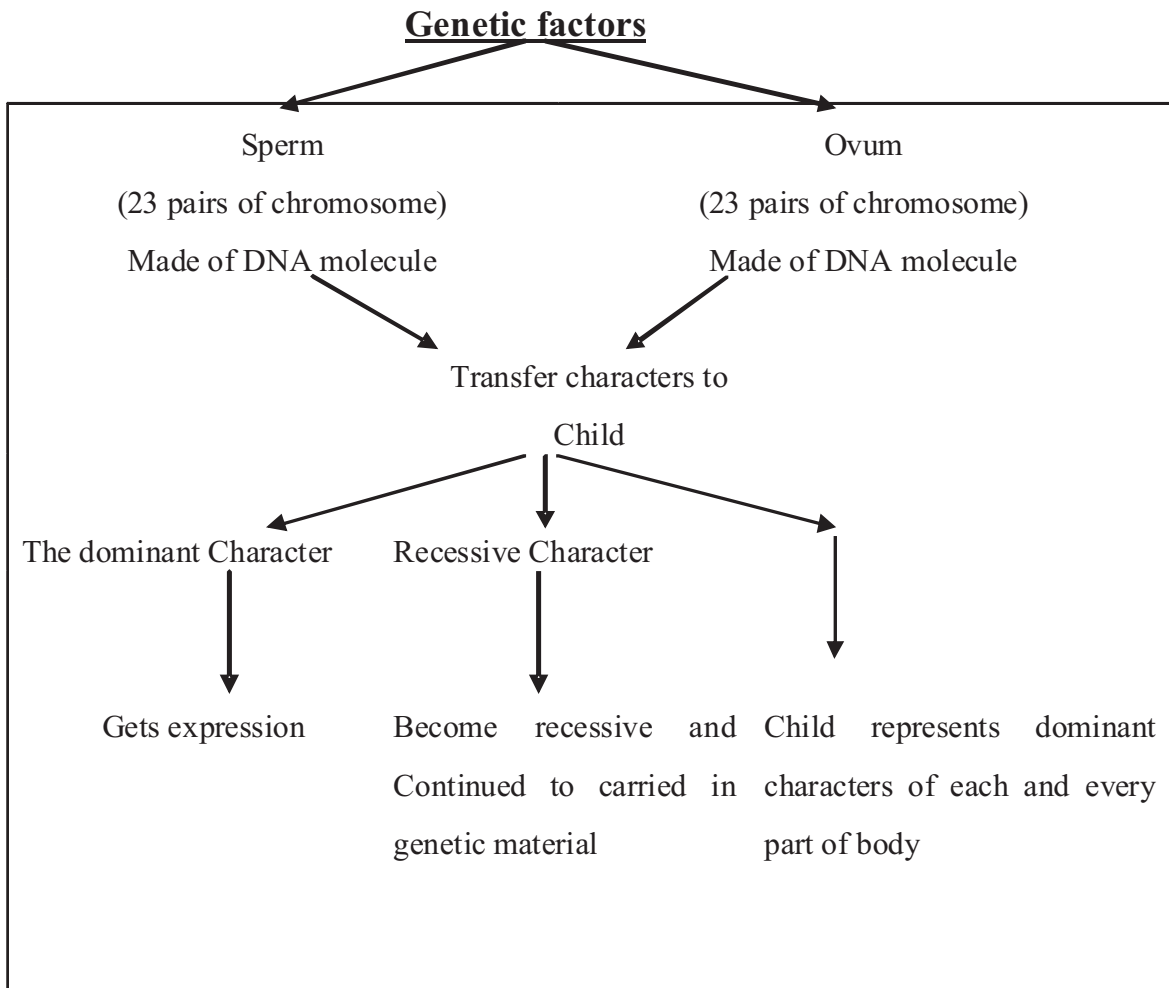 Genetic factors
Sperm
(23 pairs of chromosome)
Made of DNA molecule
Ovum
(23 pairs of chromosome)
Made of DNA molecule
Transfer characters to
Child
The dominant Character
Recessive Character
Gets expression
Become recessive and
Continued to carried in
genetic material
Child represents dominant
characters of each and every
part of body